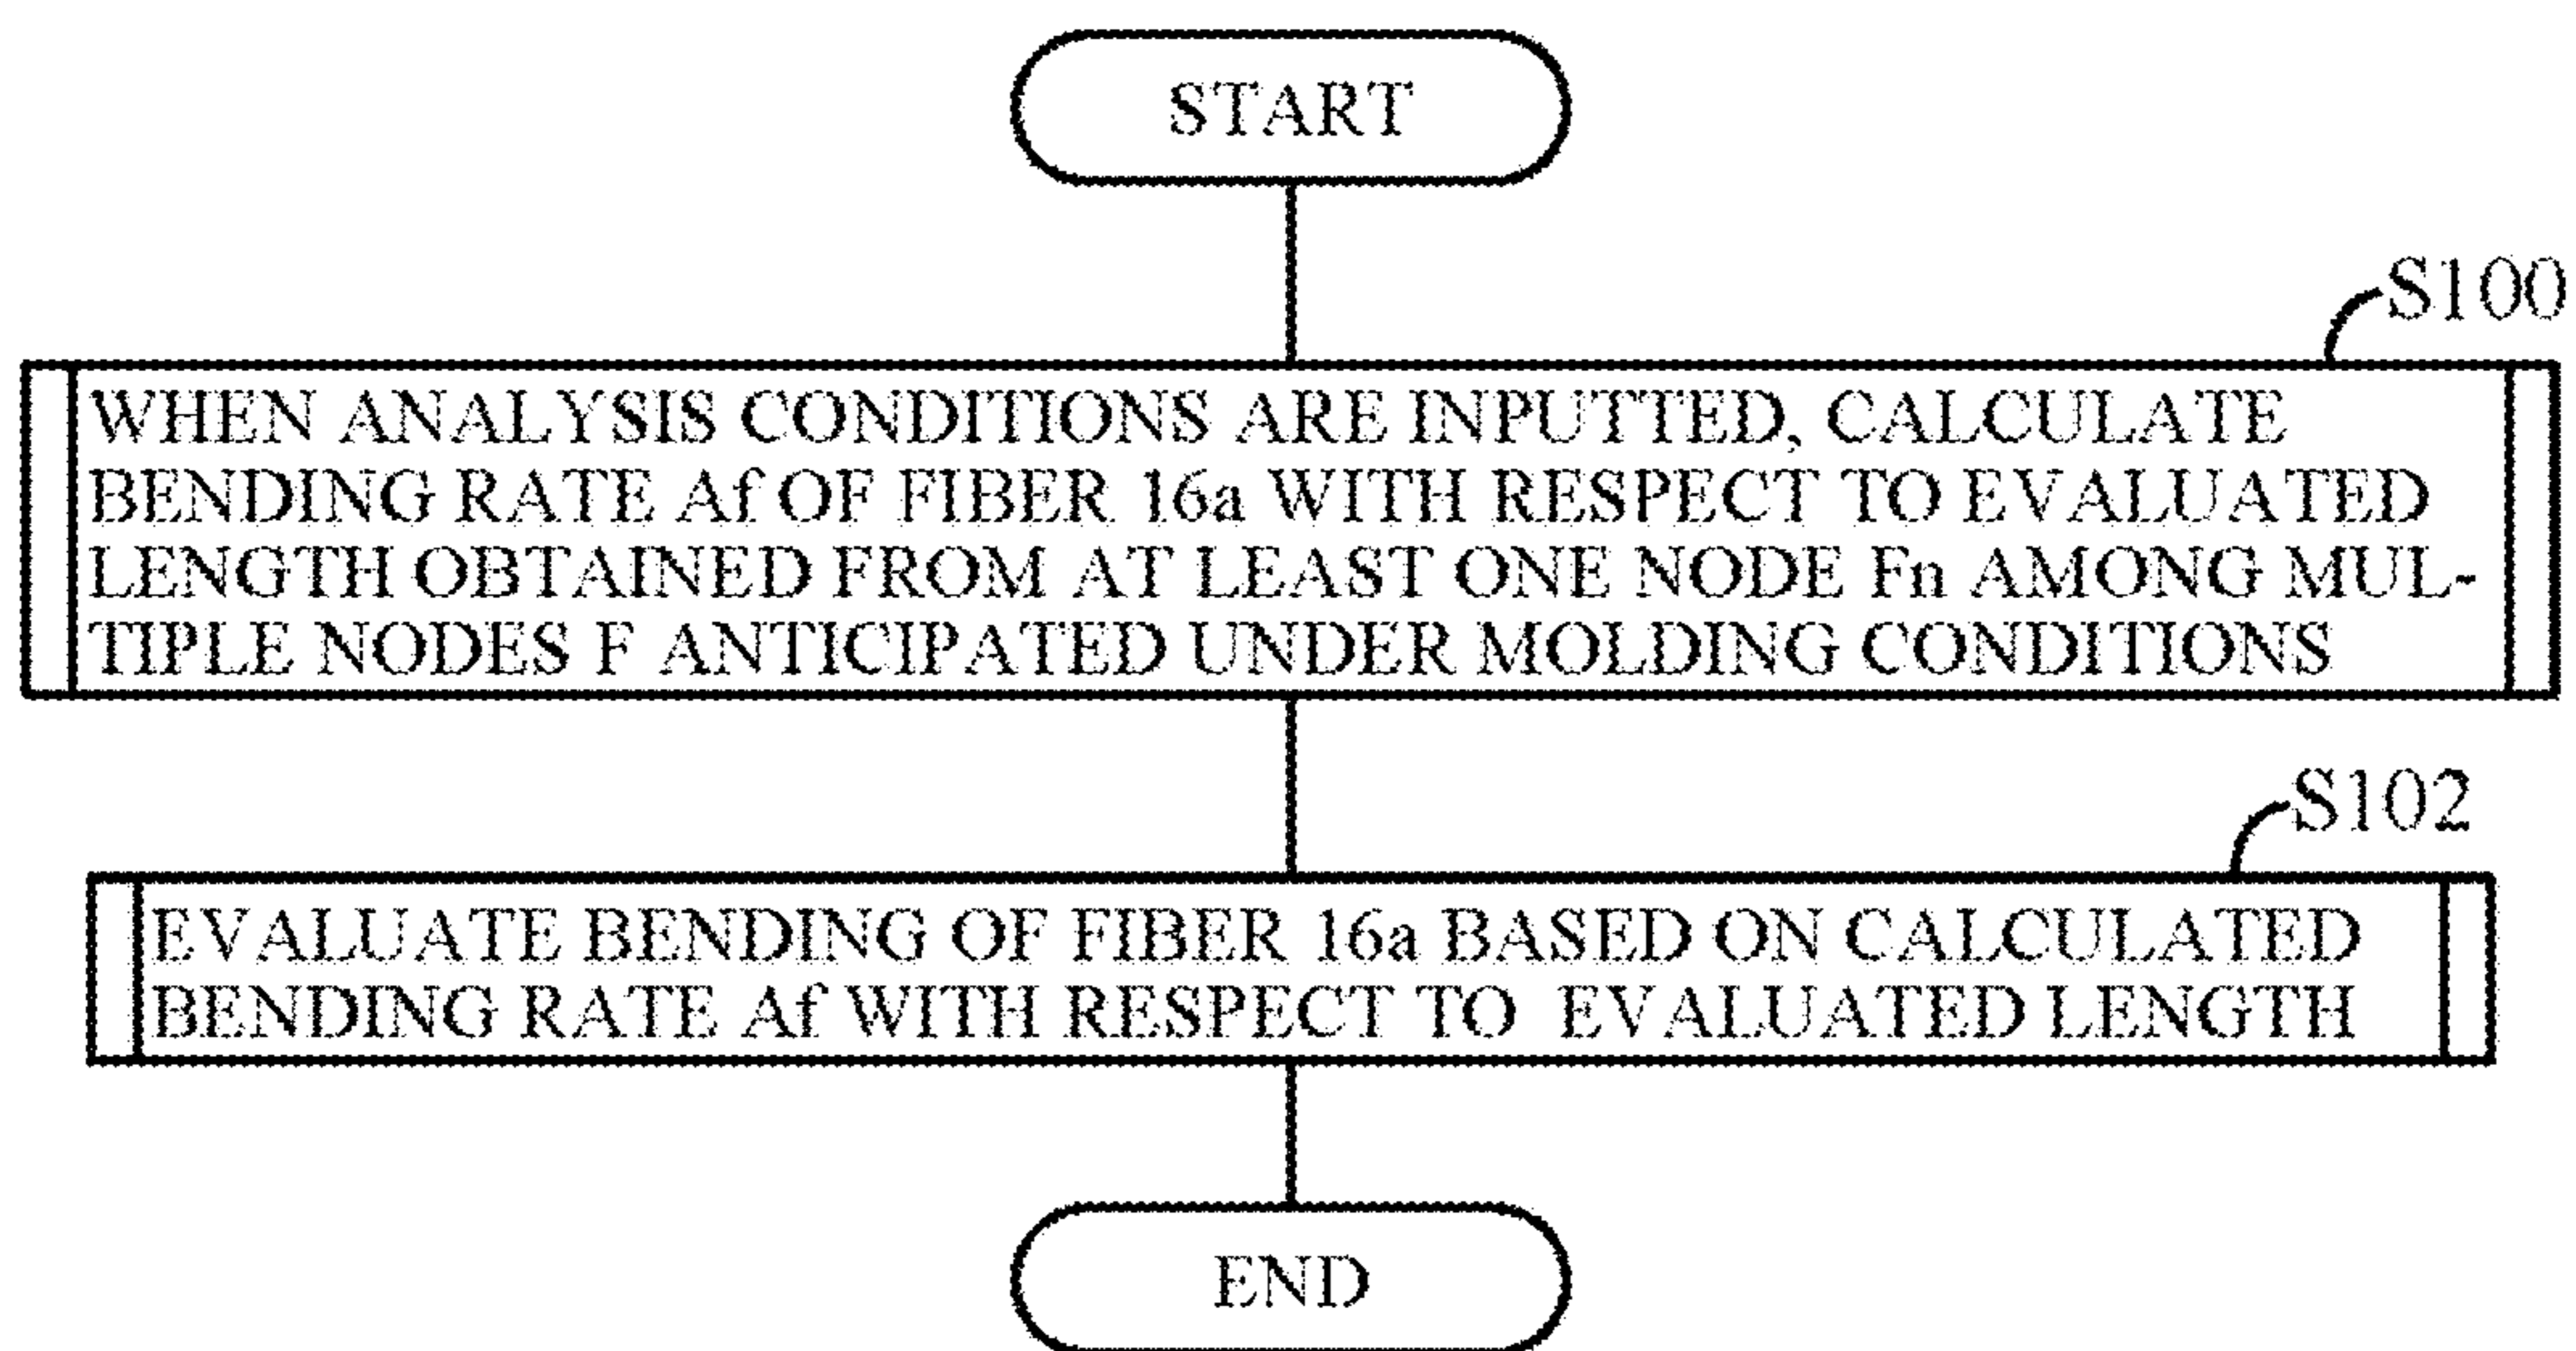 START
S100
WHEN ANALYSIS CONDITIONS ARE INPUTTED, CALCULATE
BENDING RATE Af OF FIBER 16a WITH RESPECT TO EVALUATED
LENGTH OBTAINED FROM AT LEAST ONE NODE Fn AMONG MUL-
TIPLE NODES F ANTICIPATED UNDER MOLDING CONDITIONS
S102
EVALUATE BENDING OF FIBER 16a BASED ON CALCULATED
BENDING RATE Af WITH RESPECT TO EVALUATED LENGTH
END